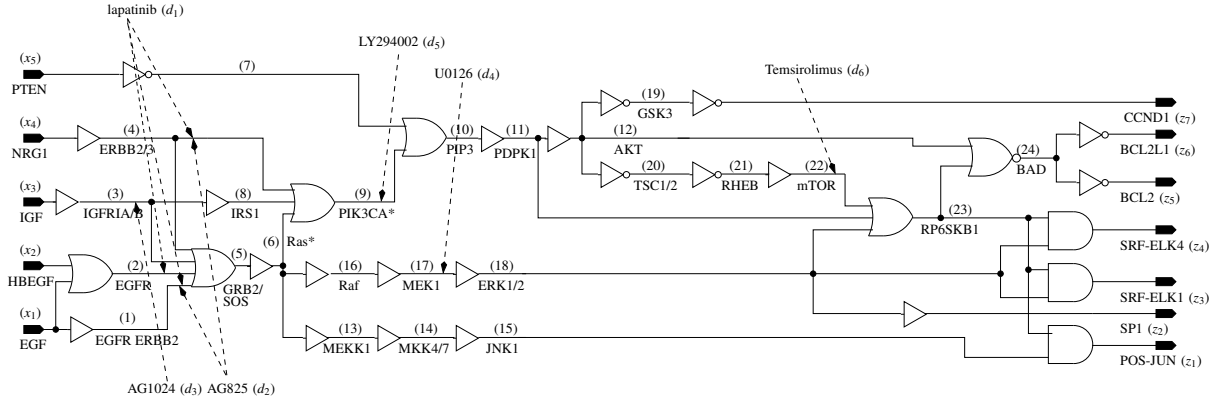 lapatinib (d₁)
LY294002 (d₅)
U0126 (d₄)
Temsirolimus (d₆)
(x₅)
PTEN
(7)
(x₄)
NRG1
(4)
ERBB2/3
(x₃)
IGF
(3)
IGFRIA/B
(8)
IRS1
(9)
PIK3CA*
(10)
PIP3
(11)
PDPK1
(12)
AKT
(19)
GSK3
(20)
TSC1/2
(21)
RHEB
(22)
mTOR
(24)
BAD
CCND1 (z₇)
BCL2L1 (z₆)
BCL2 (z₅)
(23)
RP6SKB1
SRF-ELK4 (z₄)
(x₂)
HBEGF
(2)
EGFR
(5)
GRB2/
SOS
(6)
Ras*
(16)
Raf
(17)
MEK1
(18)
ERK1/2
SRF-ELK1 (z₃)
SP1 (z₂)
(x₁)
EGF
(1)
EGFR ERBB2
(13)
MEKK1
(14)
MKK4/7
(15)
JNK1
POS-JUN (z₁)
AG1024 (d₃)
AG825 (d₂)